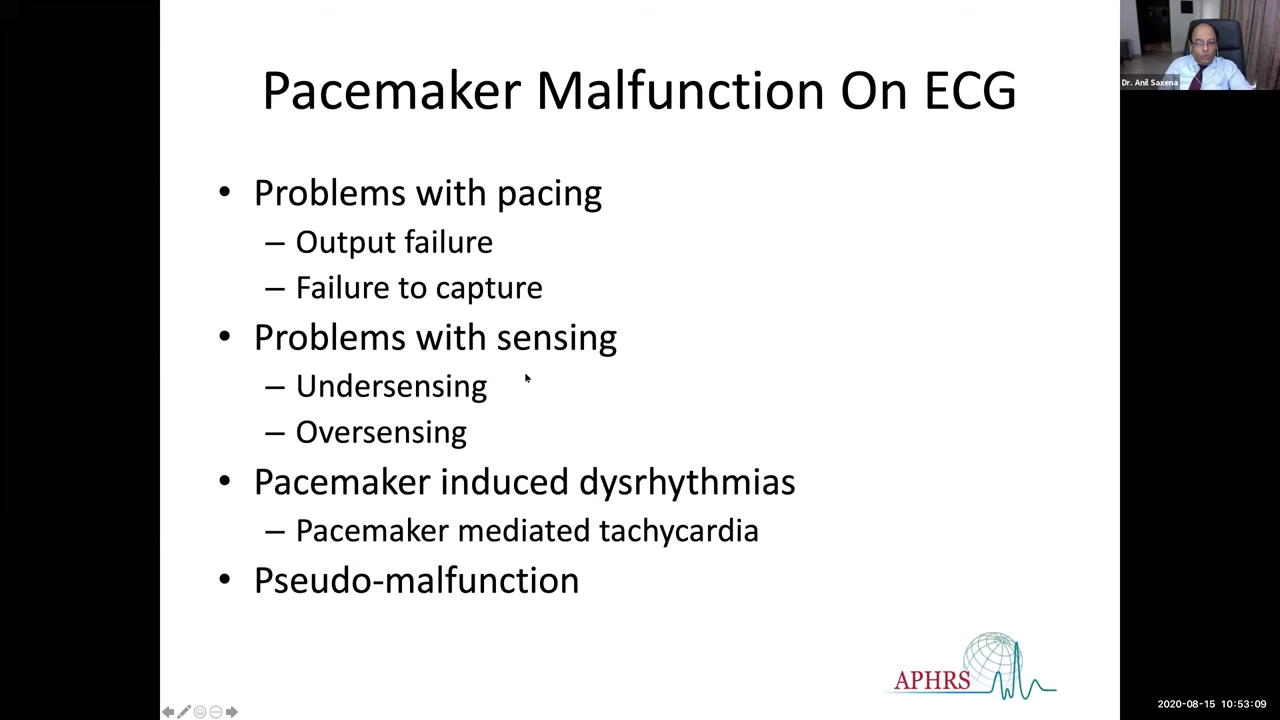 Pacemaker Malfunction On ECG
• Problems with pacing
– Output failure
– Failure to capture
• Problems with sensing
– Undersensing
– Oversensing
• Pacemaker induced dysrhythmias
– Pacemaker mediated tachycardia
• Pseudo-malfunction
APHRS
Dr. Anil Saxena
2020-08-15 10:53:09